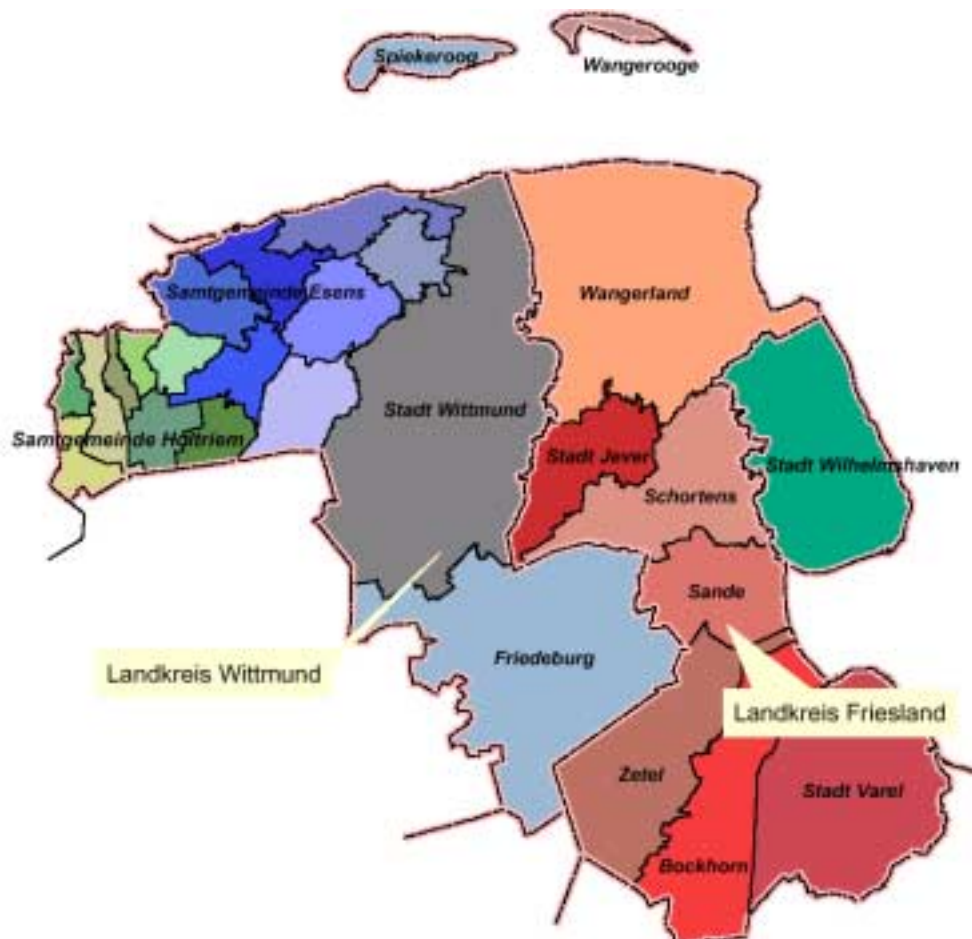 Spiekeroog
Wangerooge
Samtgemeinde Esens
Wangerland
Stadt Wittmund
Samtgemeinde Holtriem
Stadt Jever
Stadt Wilhelmshaven
Schortens
Sande
Friedeburg
Landkreis Wittmund
Landkreis Friesland
Zetel
Stadt Varel
Bockhorn